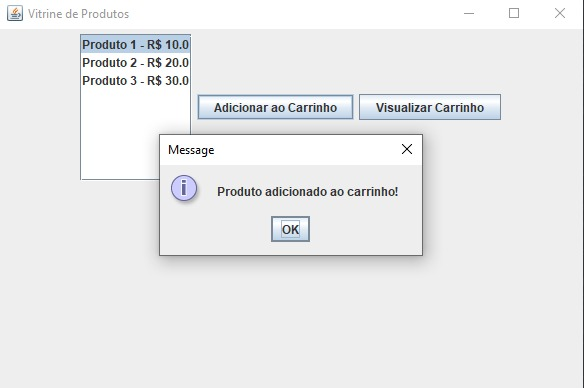 Vitrine de Produtos
Produto 1 - R$ 10.0
Produto 2 - R$ 20.0
Produto 3 - R$ 30.0
Adicionar ao Carrinho
Visualizar Carrinho
Message
Produto adicionado ao carrinho!
OK